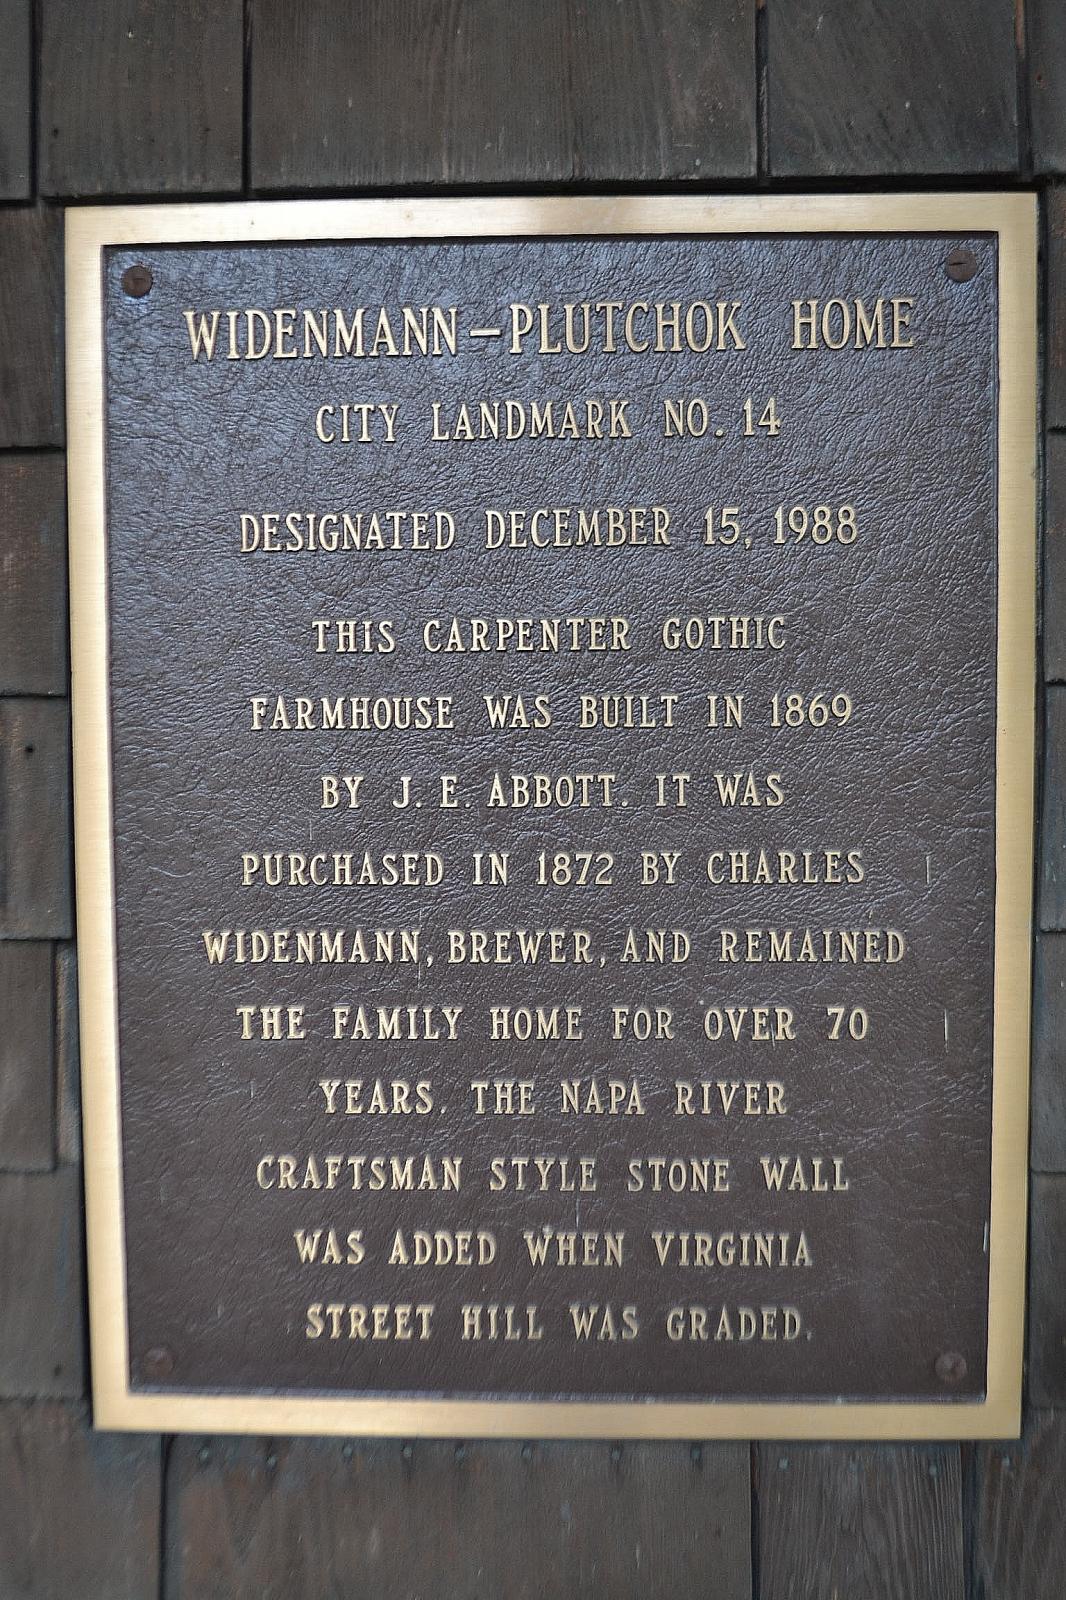 WIDENMANN–PLUTCHOK HOME
CITY LANDMARK NO. 14
DESIGNATED DECEMBER 15, 1988
THIS CARPENTER GOTHIC
FARMHOUSE WAS BUILT IN 1869
BY J. E. ABBOTT. IT WAS
PURCHASED IN 1872 BY CHARLES
WIDENMANN, BREWER, AND REMAINED
THE FAMILY HOME FOR OVER 70
YEARS. THE NAPA RIVER
CRAFTSMAN STYLE STONE WALL
WAS ADDED WHEN VIRGINIA
STREET HILL WAS GRADED.